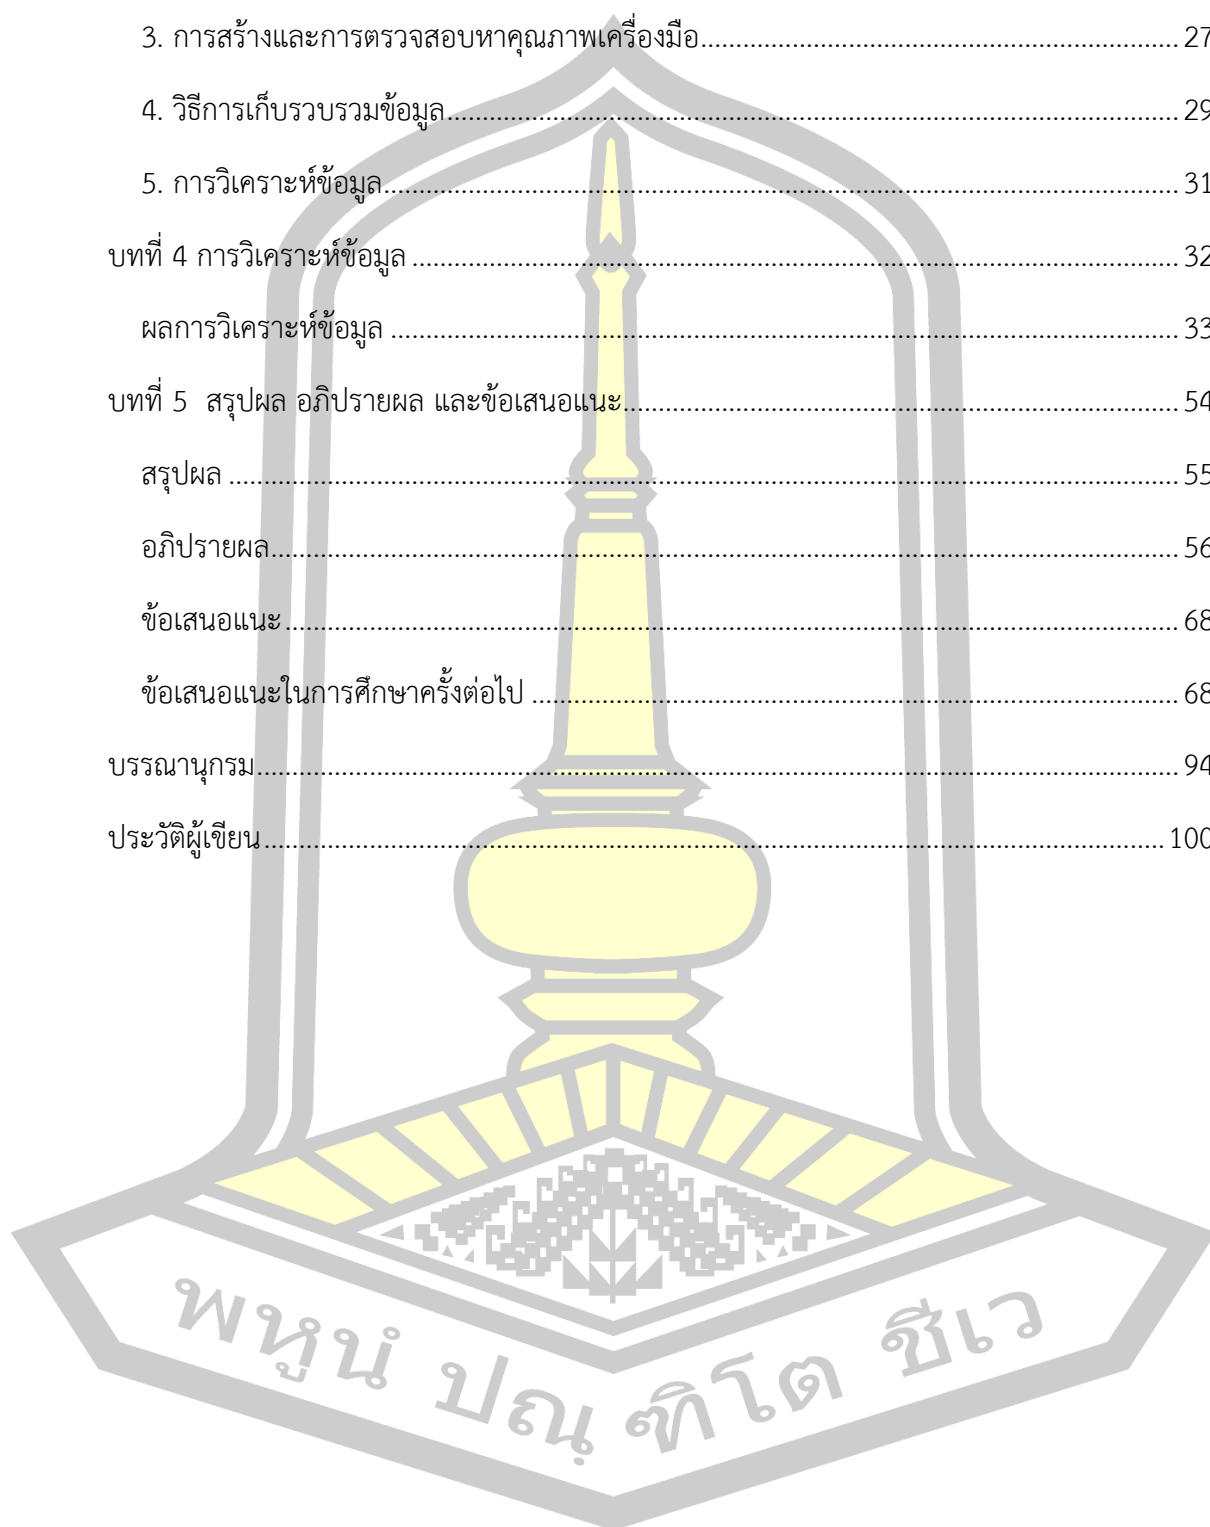 3. การสร้างและการตรวจสอบหาคุณภาพเครื่องมือ.......................................................................... 27
4. วิธีการเก็บรวบรวมข้อมูล.......................................................................... 29
5. การวิเคราะห์ข้อมูล.......................................................................... 31
บทที่ 4 การวิเคราะห์ข้อมูล .......................................................................... 32
ผลการวิเคราะห์ข้อมูล .......................................................................... 33
บทที่ 5  สรุปผล อภิปรายผล และข้อเสนอแนะ.......................................................................... 54
สรุปผล .......................................................................... 55
อภิปรายผล.......................................................................... 56
ข้อเสนอแนะ.......................................................................... 68
ข้อเสนอแนะในการศึกษาครั้งต่อไป .......................................................................... 68
บรรณานุกรม.......................................................................... 94
ประวัติผู้เขียน.......................................................................... 100
พหูนํ ปณฺ ฑิโต ชีเว